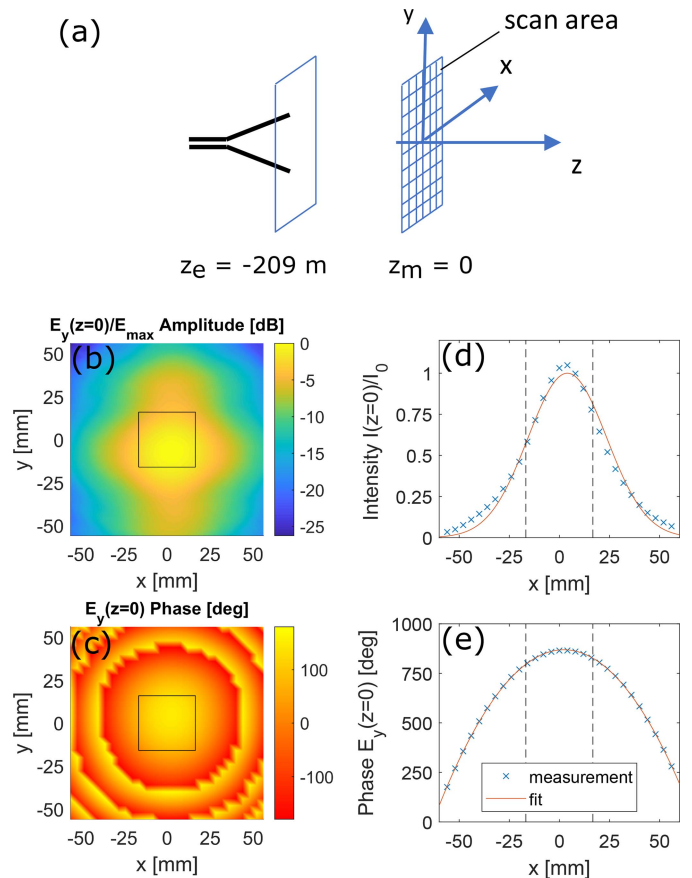 (a)
y
scan area
x
z
z_e = -209 m
z_m = 0
E_y(z=0)/E_max Amplitude [dB]
(b)
50
25
0
-25
-50
y [mm]
-50 -25 0 25 50
x [mm]
0
-5
-10
-15
-20
-25
(d)
1
0.75
0.5
0.25
0
Intensity I(z=0)/I_0
-50 -25 0 25 50
x [mm]
E_y(z=0) Phase [deg]
(c)
50
25
0
-25
-50
y [mm]
-50 -25 0 25 50
x [mm]
100
0
-100
(e)
1000
750
500
250
0
Phase E_y(z=0) [deg]
measurement
fit
-50 -25 0 25 50
x [mm]